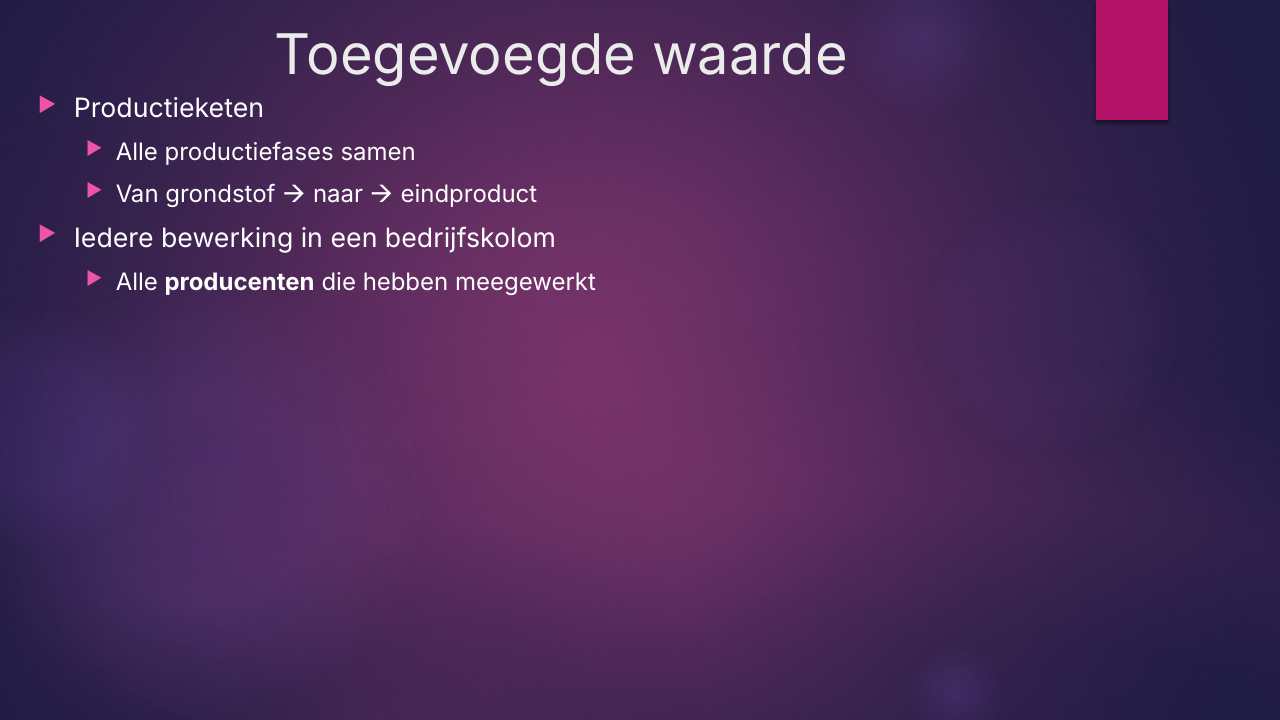 Toegevoegde waarde
Productieketen
Alle productiefases samen
Van grondstof → naar → eindproduct
Iedere bewerking in een bedrijfskolom
Alle producenten die hebben meegewerkt